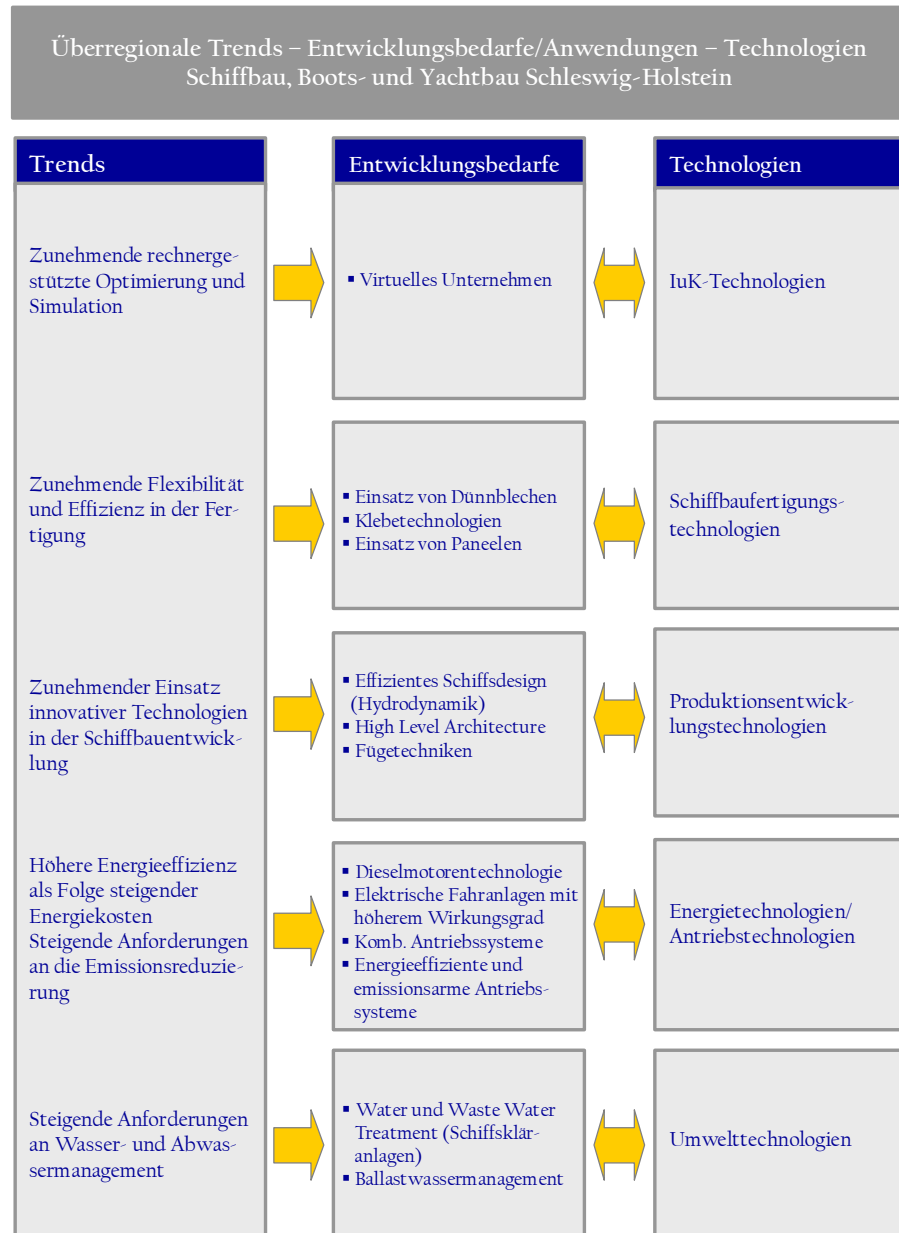 Überregionale Trends – Entwicklungsbedarfe/Anwendungen – Technologien
Schiffbau, Boots- und Yachtbau Schleswig-Holstein
Trends
Entwicklungsbedarfe
Technologien
Zunehmende rechnerge-
stützte Optimierung und
Simulation
▪ Virtuelles Unternehmen
IuK-Technologien
Zunehmende Flexibilität
und Effizienz in der Fer-
tigung
▪ Einsatz von Dünnblechen
▪ Klebetechnologien
▪ Einsatz von Paneelen
Schiffbaufertigungs-
technologien
Zunehmender Einsatz
innovativer Technologien
in der Schiffbauentwick-
lung
▪ Effizientes Schiffsdesign
(Hydrodynamik)
▪ High Level Architecture
▪ Fügetechniken
Produktionsentwick-
lungstechnologien
Höhere Energieeffizienz
als Folge steigender
Energiekosten
Steigende Anforderungen
an die Emissionsreduzie-
rung
▪ Dieselmotorentechnologie
▪ Elektrische Fahranlagen mit
höherem Wirkungsgrad
▪ Komb. Antriebssysteme
▪ Energieeffiziente und
emissionsarme Antriebs-
systeme
Energietechnologien/
Antriebstechnologien
Steigende Anforderungen
an Wasser- und Abwas-
sermanagement
▪ Water und Waste Water
Treatment (Schiffsklär-
anlagen)
▪ Ballastwassermanagement
Umwelttechnologien